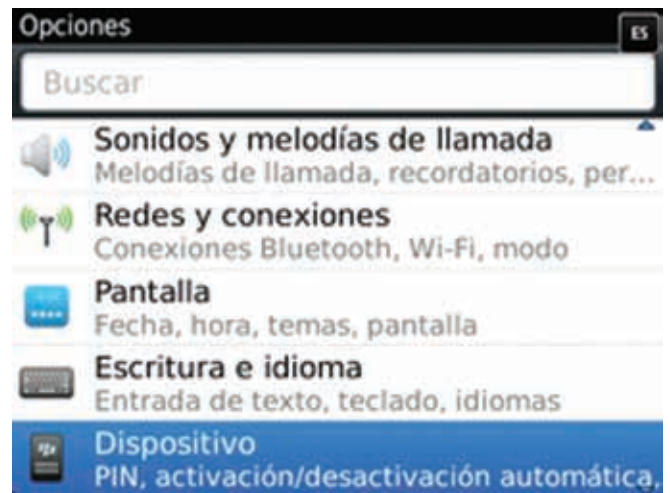 Opciones
ES
Buscar
Sonidos y melodías de llamada
Melodías de llamada, recordatorios, per...
Redes y conexiones
Conexiones Bluetooth, Wi-Fi, modo
Pantalla
Fecha, hora, temas, pantalla
Escritura e idioma
Entrada de texto, teclado, idiomas
Dispositivo
PIN, activación/desactivación automática,